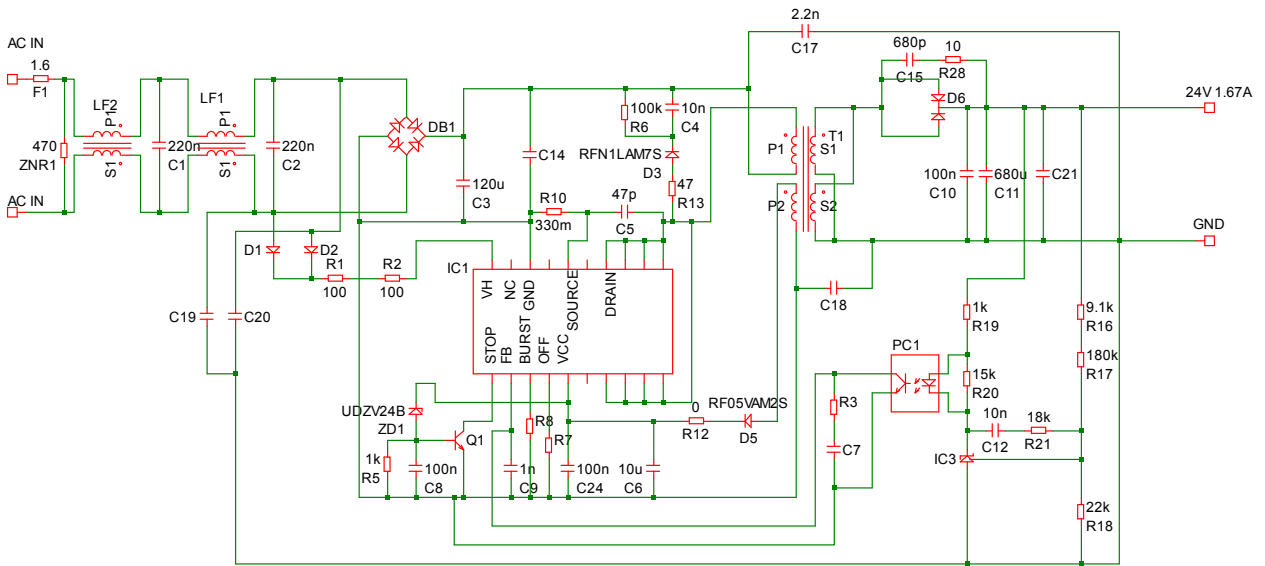 AC IN
1.6
F1
LF2
P1
S1
470
ZNR1
AC IN
220n
C1
LF1
P1
S1
220n
C2
DB1
120u
C3
C14
R10
330m
47p
C5
100k
R6
10n
C4
RFN1LAM7S
D3
47
R13
2.2n
C17
680p
C15
10
R28
D6
T1
P1
S1
P2
S2
24V 1.67A
100n
C10
680u
C11
C21
GND
D1
D2
R1
100
R2
100
C19
C20
IC1
VH
NC
GND
SOURCE
DRAIN
STOP
FB
BURST
OFF
VCC
C18
UDZV24B
ZD1
Q1
1k
R5
100n
C8
1n
C9
R8
R7
100n
C24
10u
C6
0
R12
RF05VAM2S
D5
R3
C7
PC1
1k
R19
15k
R20
10n
C12
18k
R21
IC3
9.1k
R16
180k
R17
22k
R18